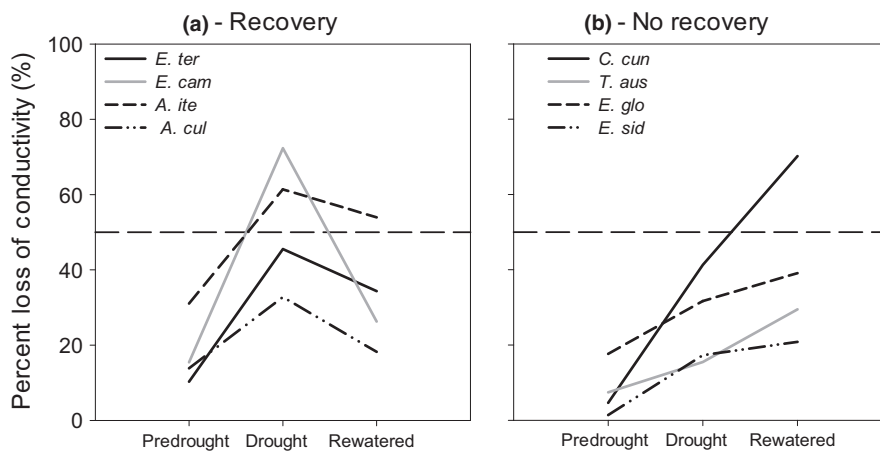 (a) - Recovery
(b) - No recovery
Percent loss of conductivity (%)
100
80
60
40
20
0
E. ter
E. cam
A. ite
A. cul
C. cun
T. aus
E. glo
E. sid
Predrought Drought Rewatered
Predrought Drought Rewatered